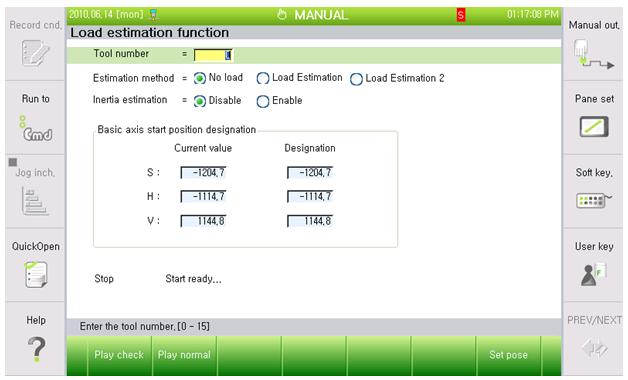 Record cnd,
2010,06,14 [mon]
MANUAL
S
01:17:08 PM
Manual out,
Load estimation function
Tool number =
Estimation method = No load Load Estimation Load Estimation 2
Inertia estimation = Disable Enable
Run to
Cmd
Pane set
Basic axis start position designation
Current value Designation
S : -1204,7 -1204,7
H : -1114,7 -1114,7
V : 1144,8 1144,8
Jog inch,
Soft key,
QuickOpen
User key
F
Stop Start ready...
Help
PREV/NEXT
Enter the tool number,[0 - 15]
Play check Play normal Set pose